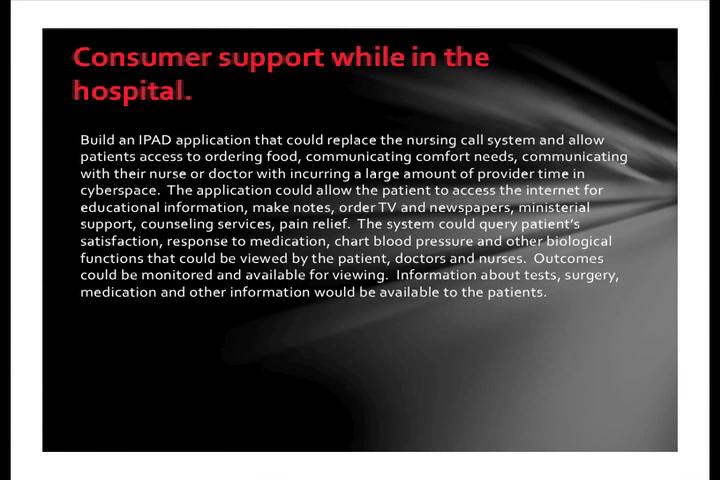 Consumer support while in the
hospital.
Build an IPAD application that could replace the nursing call system and allow
patients access to ordering food, communicating comfort needs, communicating
with their nurse or doctor with incurring a large amount of provider time in
cyberspace.  The application could allow the patient to access the internet for
educational information, make notes, order TV and newspapers, ministerial
support, counseling services, pain relief.  The system could query patient's
satisfaction, response to medication, chart blood pressure and other biological
functions that could be viewed by the patient, doctors and nurses.  Outcomes
could be monitored and available for viewing.  Information about tests, surgery,
medication and other information would be available to the patients.